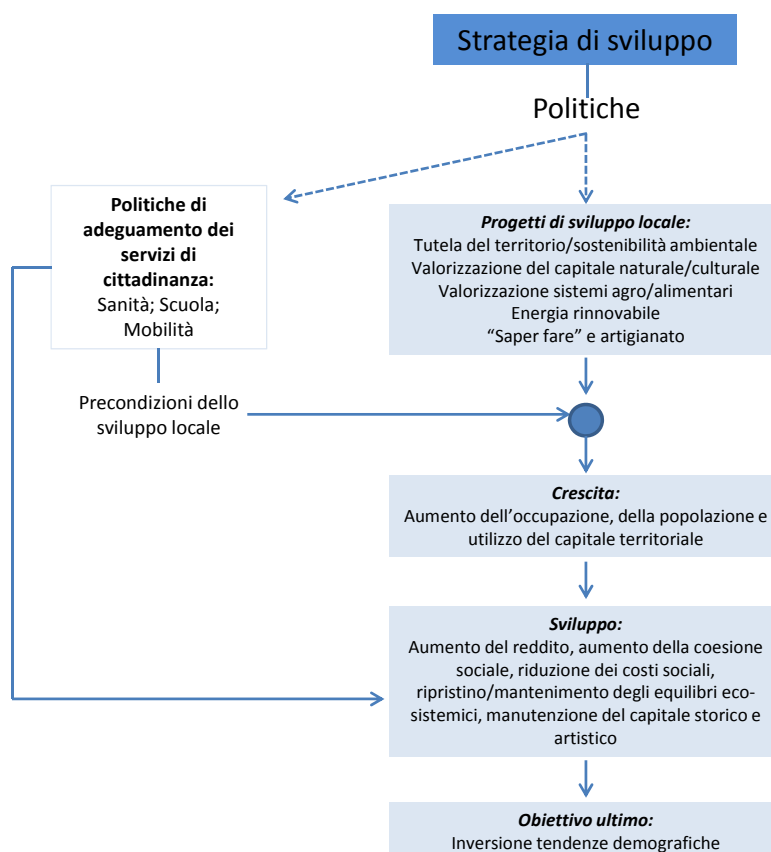 Strategia di sviluppo
Politiche
Politiche di
adeguamento dei
servizi di
cittadinanza:
Sanità; Scuola;
Mobilità
Progetti di sviluppo locale:
Tutela del territorio/sostenibilità ambientale
Valorizzazione del capitale naturale/culturale
Valorizzazione sistemi agro/alimentari
Energia rinnovabile
“Saper fare” e artigianato
Precondizioni dello
sviluppo locale
Crescita:
Aumento dell’occupazione, della popolazione e
utilizzo del capitale territoriale
Sviluppo:
Aumento del reddito, aumento della coesione
sociale, riduzione dei costi sociali,
ripristino/mantenimento degli equilibri eco-
sistemici, manutenzione del capitale storico e
artistico
Obiettivo ultimo:
Inversione tendenze demografiche